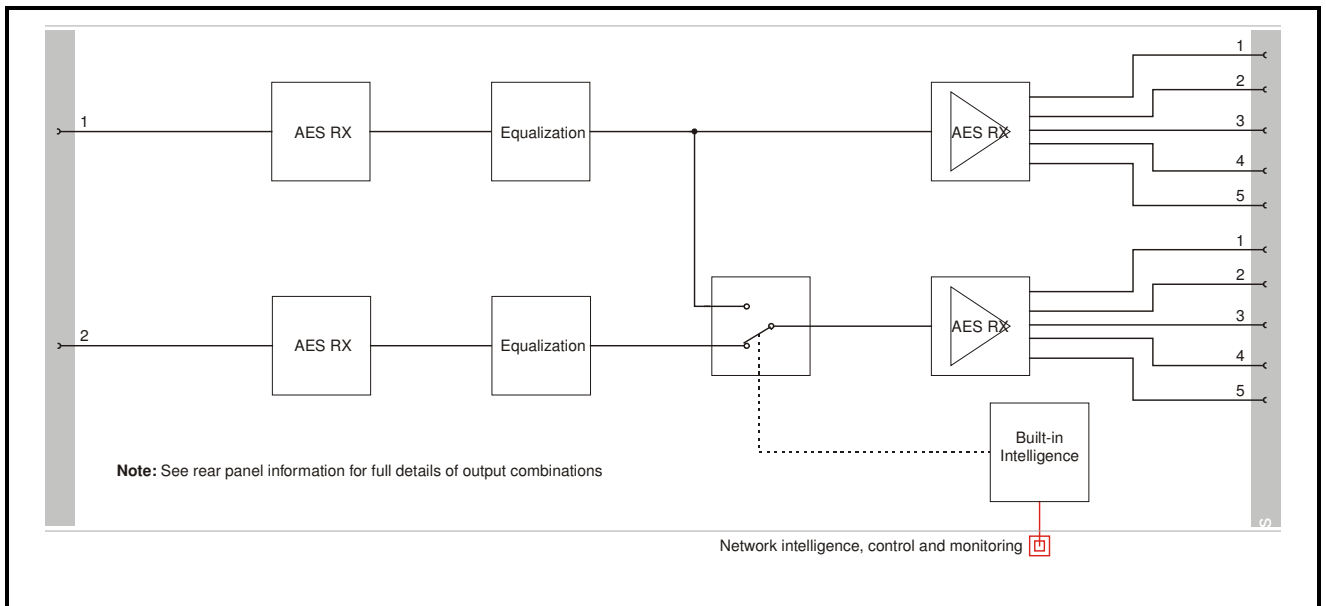 1
AES RX
Equalization
AES RX
1
2
3
4
5
2
AES RX
Equalization
AES RX
1
2
3
4
5
Built-in
Intelligence
Note: See rear panel information for full details of output combinations
S
Network intelligence, control and monitoring